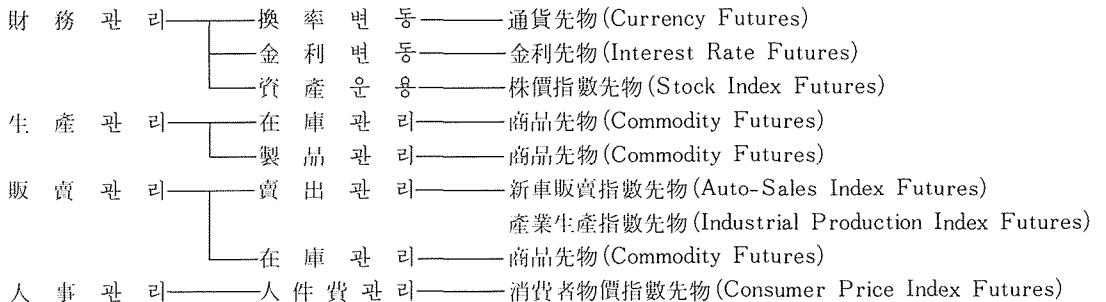 財務관리 換率변동 通貨先物(Currency Futures)
金利변동 金利先物(Interest Rate Futures)
資產운용 株價指數先物(Stock Index Futures)
生產관리 在庫관리 商品先物(Commodity Futures)
製品관리 商品先物(Commodity Futures)
販賣관리 賣出관리 新車販賣指數先物(Auto-Sales Index Futures)
產業生產指數先物(Industrial Production Index Futures)
在庫관리 商品先物(Commodity Futures)
人事관리 人件費관리 消費者物價指數先物(Consumer Price Index Futures)